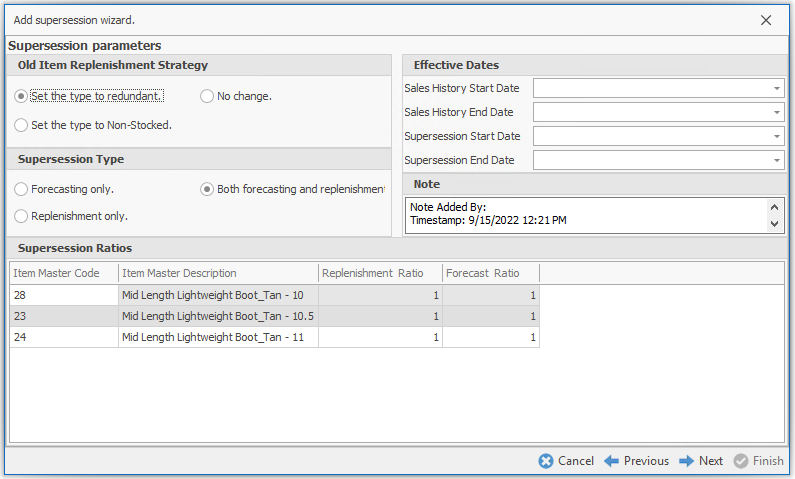 Add supersession wizard.
Supersession parameters
Old Item Replenishment Strategy
Set the type to redundant.
No change.
Set the type to Non-Stocked.
Supersession Type
Forecasting only.
Both forecasting and replenishment
Replenishment only.
Effective Dates
Sales History Start Date
Sales History End Date
Supersession Start Date
Supersession End Date
Note
Note Added By:
Timestamp: 9/15/2022 12:21 PM
Supersession Ratios
Item Master Code Item Master Description Replenishment Ratio Forecast Ratio
28 Mid Length Lightweight Boot_Tan - 10 1 1
23 Mid Length Lightweight Boot_Tan - 10.5 1 1
24 Mid Length Lightweight Boot_Tan - 11 1 1
Cancel Previous Next Finish